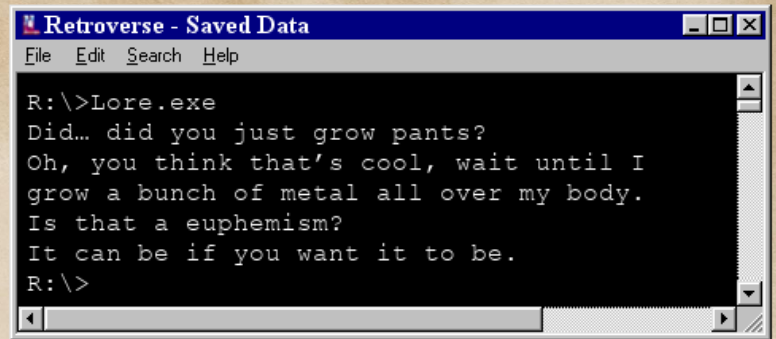 Retroverse - Saved Data
File Edit Search Help
R:\>Lore.exe
Did… did you just grow pants?
Oh, you think that’s cool, wait until I
grow a bunch of metal all over my body.
Is that a euphemism?
It can be if you want it to be.
R:\>